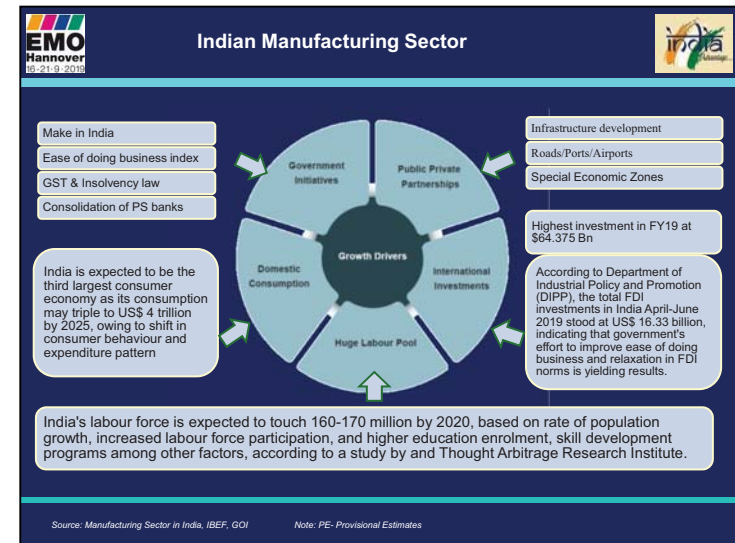 EMO
Hannover
16-21·9·2019
Indian Manufacturing Sector
india
Advantage...
Make in India
Ease of doing business index
GST & Insolvency law
Consolidation of PS banks
Government
Initiatives
Public Private
Partnerships
Infrastructure development
Roads/Ports/Airports
Special Economic Zones
Highest investment in FY19 at
$64.375 Bn
Growth Drivers
Domestic
Consumption
International
Investments
Huge Labour Pool
India is expected to be the
third largest consumer
economy as its consumption
may triple to US$ 4 trillion
by 2025, owing to shift in
consumer behaviour and
expenditure pattern
According to Department of
Industrial Policy and Promotion
(DIPP), the total FDI
investments in India April-June
2019 stood at US$ 16.33 billion,
indicating that government's
effort to improve ease of doing
business and relaxation in FDI
norms is yielding results.
India's labour force is expected to touch 160-170 million by 2020, based on rate of population
growth, increased labour force participation, and higher education enrolment, skill development
programs among other factors, according to a study by and Thought Arbitrage Research Institute.
Source: Manufacturing Sector in India, IBEF, GOI Note: PE- Provisional Estimates